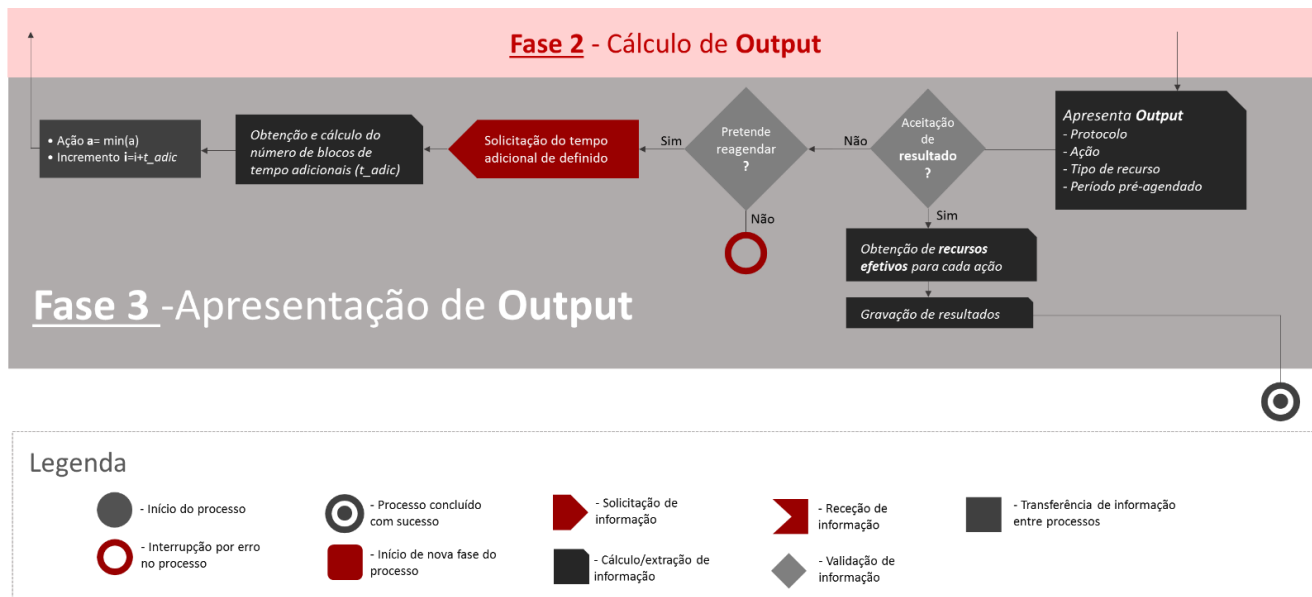 Fase 2 - Cálculo de Output
• Ação a= min(a)
• Incremento i=i+t_adic
Obtenção e cálculo do
número de blocos de
tempo adicionais (t_adic)
Solicitação do tempo
adicional de definido
Sim
Pretende
reagendar
?
Não
Não
Aceitação
de
resultado
?
Sim
Apresenta Output
- Protocolo
- Ação
- Tipo de recurso
- Período pré-agendado
Obtenção de recursos
efetivos para cada ação
Gravação de resultados
Fase 3 -Apresentação de Output
Legenda
- Início do processo
- Processo concluído
com sucesso
- Solicitação de
informação
- Receção de
informação
- Transferência de informação
entre processos
- Interrupção por erro
no processo
- Início de nova fase do
processo
- Cálculo/extração de
informação
- Validação de
informação